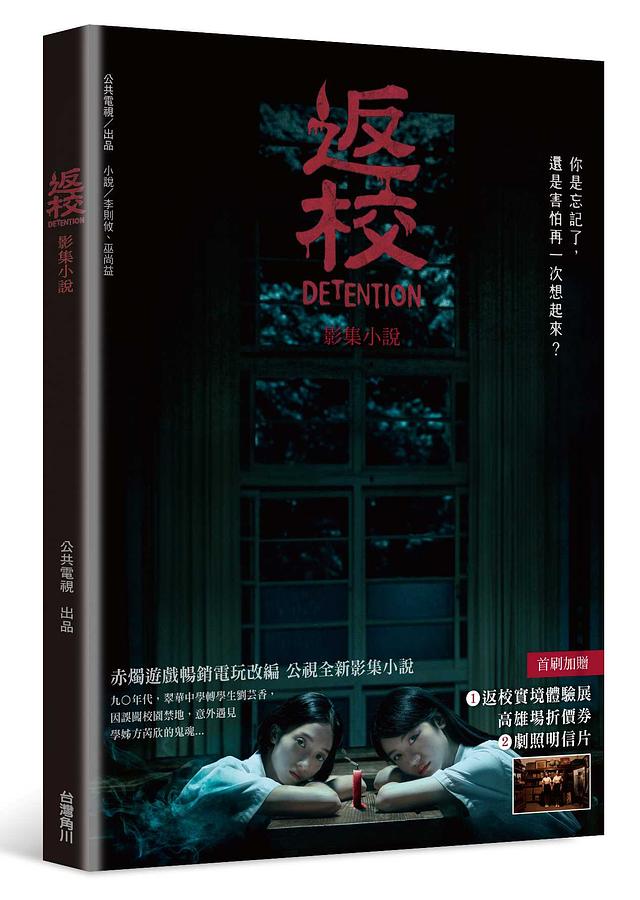 返校
DETENTION
影集小說
公共電視 出品
台灣角川
公共電視／出品 小說／李則攸、巫尚益
返校
DETENTION
影集小說
你是忘記了，
還是害怕再一次想起來？
赤燭遊戲暢銷電玩改編 公視全新影集小說
九〇年代，翠華中學轉學生劉芸香，
因誤闖校園禁地，意外遇見
學姊方芮欣的鬼魂...
首刷加贈
1 返校實境體驗展
高雄場折價券
2 劇照明信片